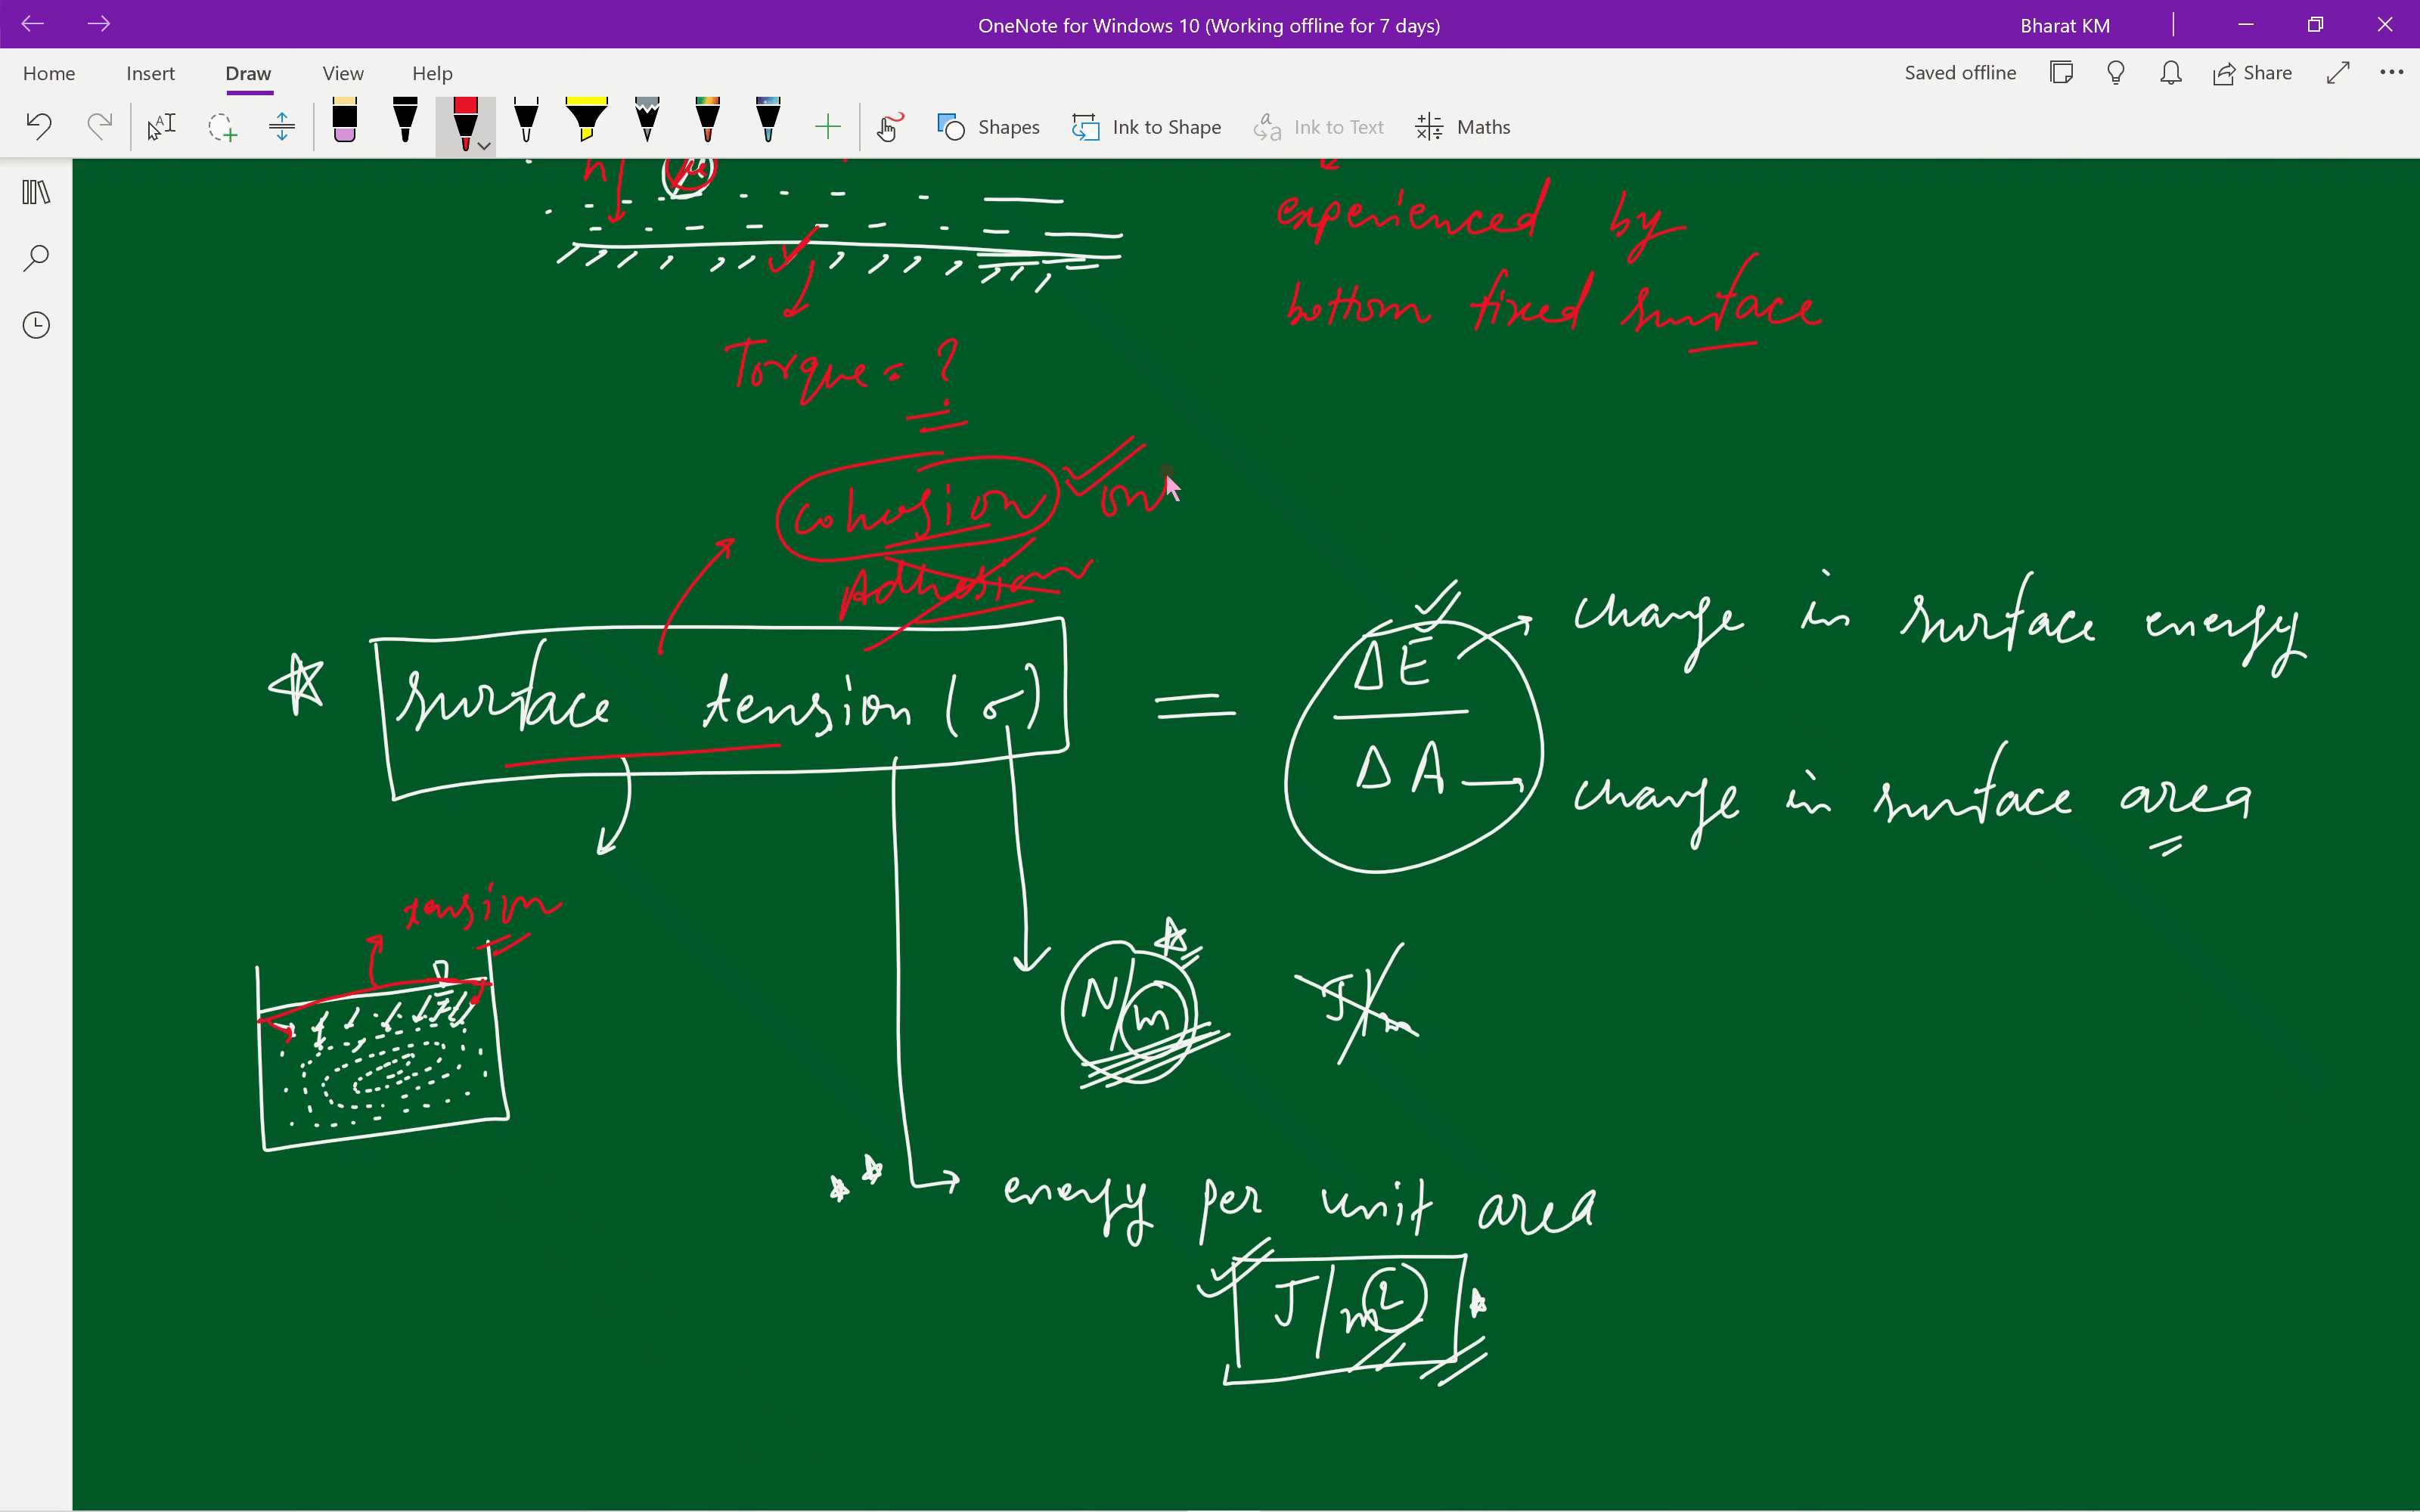 OneNote for Windows 10 (Working offline for 7 days)
Bharat KM
Home Insert Draw View Help
Saved offline
Share
Shapes
Ink to Shape
Ink to Text
Maths
h
μ
experienced by
bottom fixed surface
Torque = ?
Cohesion
on
Adhesion
surface tension (σ) = ΔE / ΔA
change in surface energy
change in surface area
tension
N/m
J/m
energy per unit area
J/m²